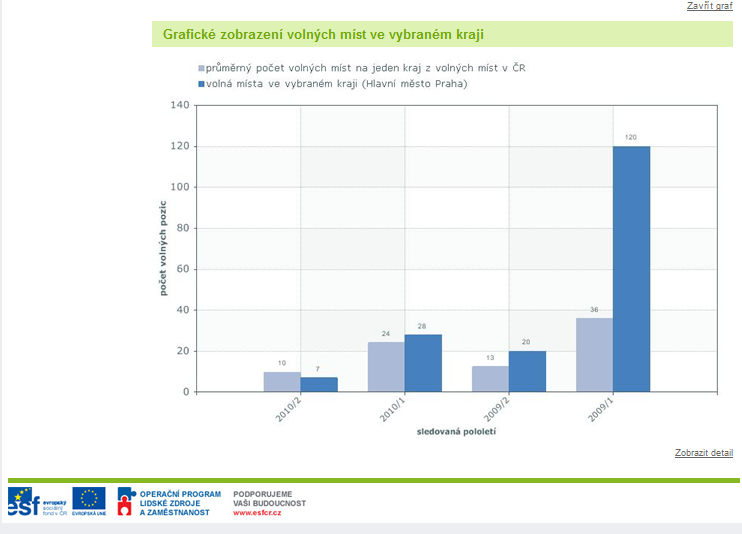 Zavřít graf
Grafické zobrazení volných míst ve vybraném kraji
průměrný počet volných míst na jeden kraj z volných míst v ČR
volná místa ve vybraném kraji (Hlavní město Praha)
počet volných pozic
140
120
100
80
60
40
20
0
10
7
24
28
13
20
36
120
2010/2
2010/1
2009/2
2009/1
sledovaná pololetí
Zobrazit detail
esf
evropský
sociální
fond v ČR
EVROPSKÁ UNIE
OPERAČNÍ PROGRAM
LIDSKÉ ZDROJE
A ZAMĚSTNANOST
PODPORUJEME
VAŠI BUDOUCNOST
www.esfcr.cz